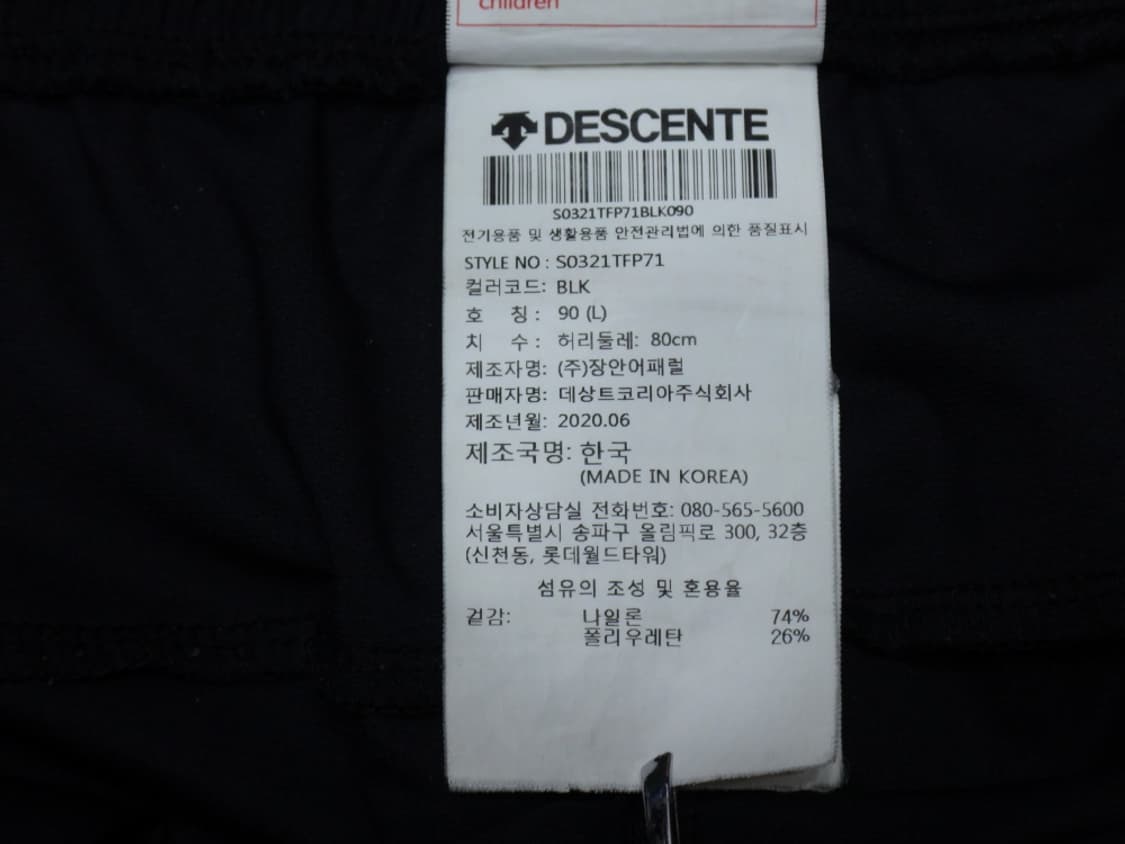 children
DESCENTE
S0321TFP71BLK090
전기용품 및 생활용품 안전관리법에 의한 품질표시
STYLE NO : S0321TFP71
컬러코드: BLK
호 칭 : 90 (L)
치 수 : 허리둘레: 80cm
제조자명: (주)장안어패럴
판매자명: 데상트코리아주식회사
제조년월: 2020.06
제조국명: 한국
(MADE IN KOREA)
소비자상담실 전화번호: 080-565-5600
서울특별시 송파구 올림픽로 300, 32층
(신천동, 롯데월드타워)
섬유의 조성 및 혼용율
겉감: 나일론 74%
폴리우레탄 26%